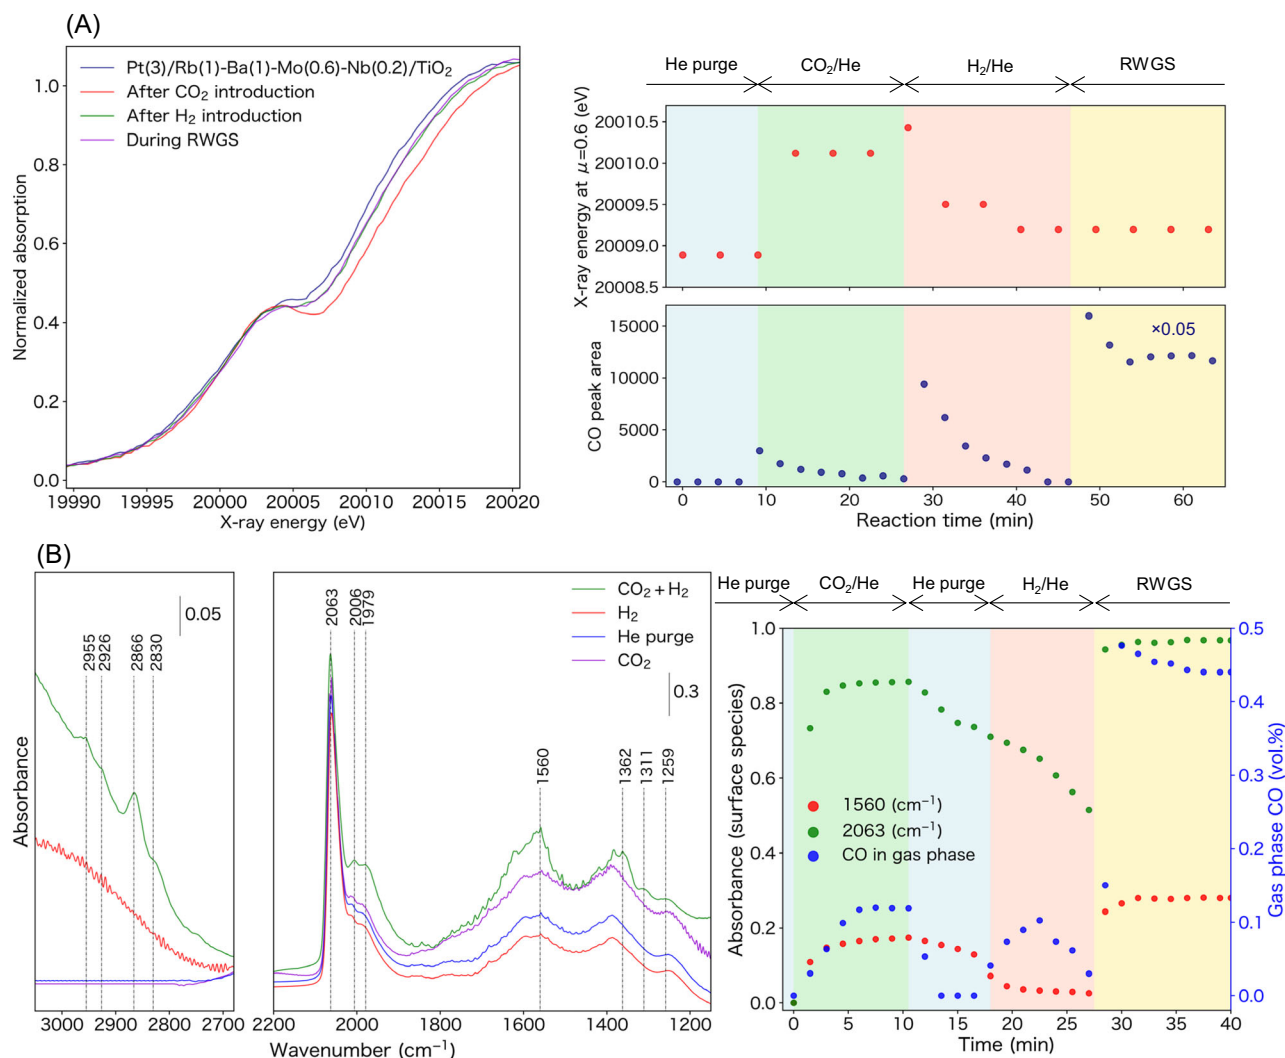 (A)
Pt(3)/Rb(1)-Ba(1)-Mo(0.6)-Nb(0.2)/TiO₂
After CO₂ introduction
After H₂ introduction
During RWGS
Normalized absorption
1.0
0.8
0.6
0.4
0.2
0.0
19990 19995 20000 20005 20010 20015 20020
X-ray energy (eV)
He purge CO₂/He H₂/He RWGS
X-ray energy at μ=0.6 (eV)
20010.5
20010.0
20009.5
20009.0
20008.5
CO peak area
15000
10000
5000
0
×0.05
0 10 20 30 40 50 60
Reaction time (min)
(B)
Absorbance
2955
2926
2866
2830
0.05
3000 2900 2800 2700
2063
2006
1979
1560
1362
1311
1259
CO₂ + H₂
H₂
He purge
CO₂
0.3
2200 2000 1800 1600 1400 1200
Wavenumber (cm⁻¹)
He purge CO₂/He He purge H₂/He RWGS
Absorbance (surface species)
1.0
0.8
0.6
0.4
0.2
0.0
1560 (cm⁻¹)
2063 (cm⁻¹)
CO in gas phase
0.5
0.4
0.3
0.2
0.1
0.0
Gas phase CO (vol.%)
0 5 10 15 20 25 30 35 40
Time (min)